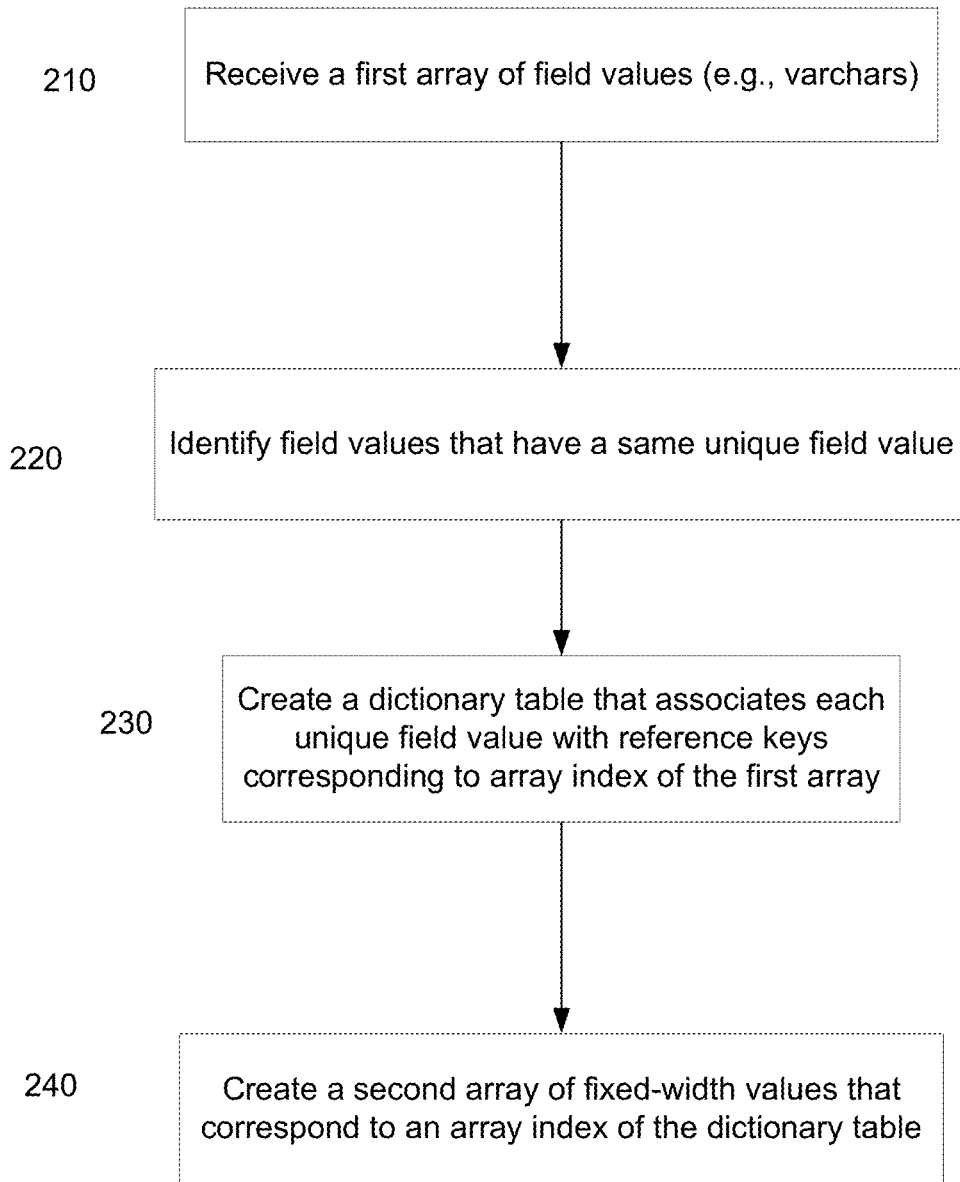 210
Receive a first array of field values (e.g., varchars)
220
Identify field values that have a same unique field value
230
Create a dictionary table that associates each
unique field value with reference keys
corresponding to array index of the first array
240
Create a second array of fixed-width values that
correspond to an array index of the dictionary table